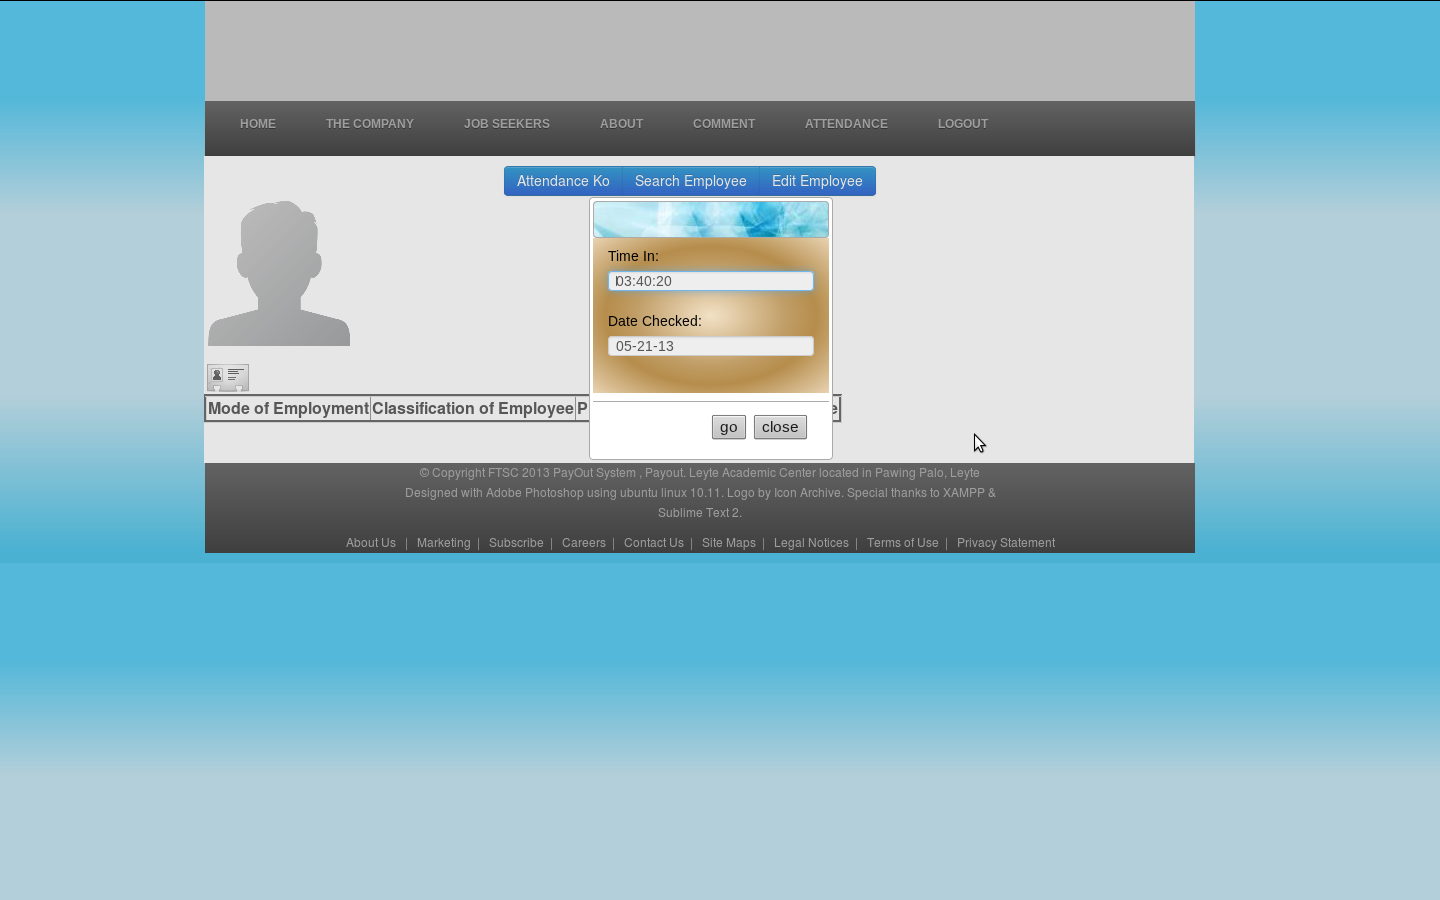 HOME THE COMPANY JOB SEEKERS ABOUT COMMENT ATTENDANCE LOGOUT
Attendance Ko Search Employee Edit Employee
Time In:
03:40:20
Date Checked:
05-21-13
Mode of Employment Classification of Employee
go close
© Copyright FTSC 2013 PayOut System , Payout. Leyte Academic Center located in Pawing Palo, Leyte
Designed with Adobe Photoshop using ubuntu linux 10.11. Logo by Icon Archive. Special thanks to XAMPP &
Sublime Text 2.
About Us | Marketing | Subscribe | Careers | Contact Us | Site Maps | Legal Notices | Terms of Use | Privacy Statement